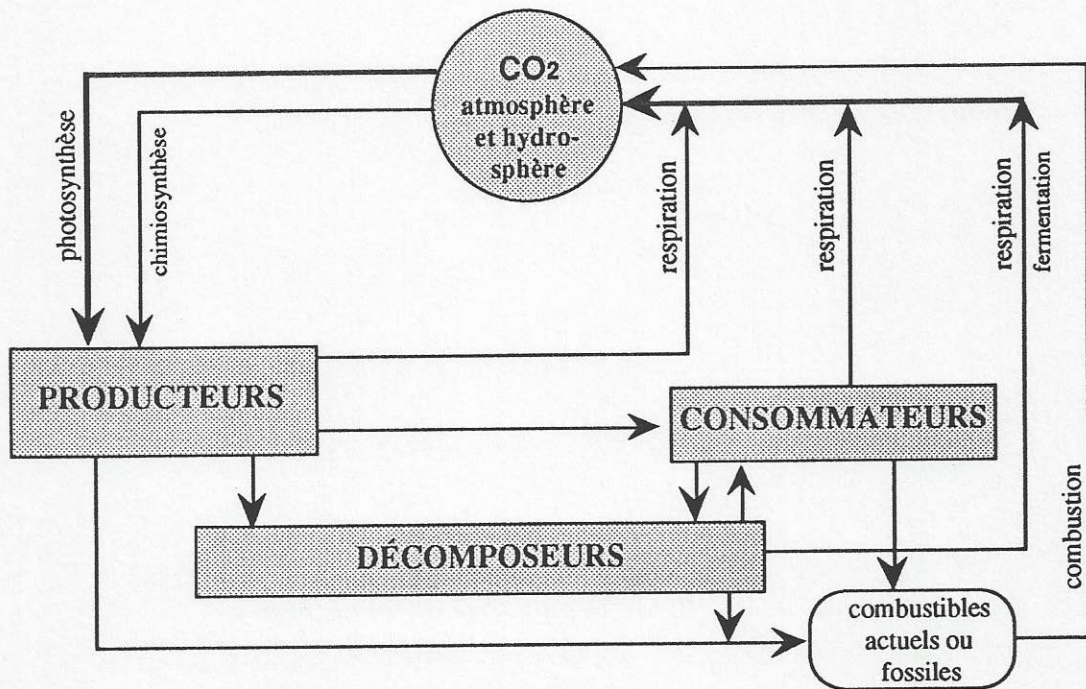 CO2
atmosphère
et hydro-
sphère
photosynthèse
chimiosynthèse
respiration
respiration
respiration
fermentation
PRODUCTEURS
CONSOMMATEURS
DÉCOMPOSEURS
combustion
combustibles
actuels ou
fossiles